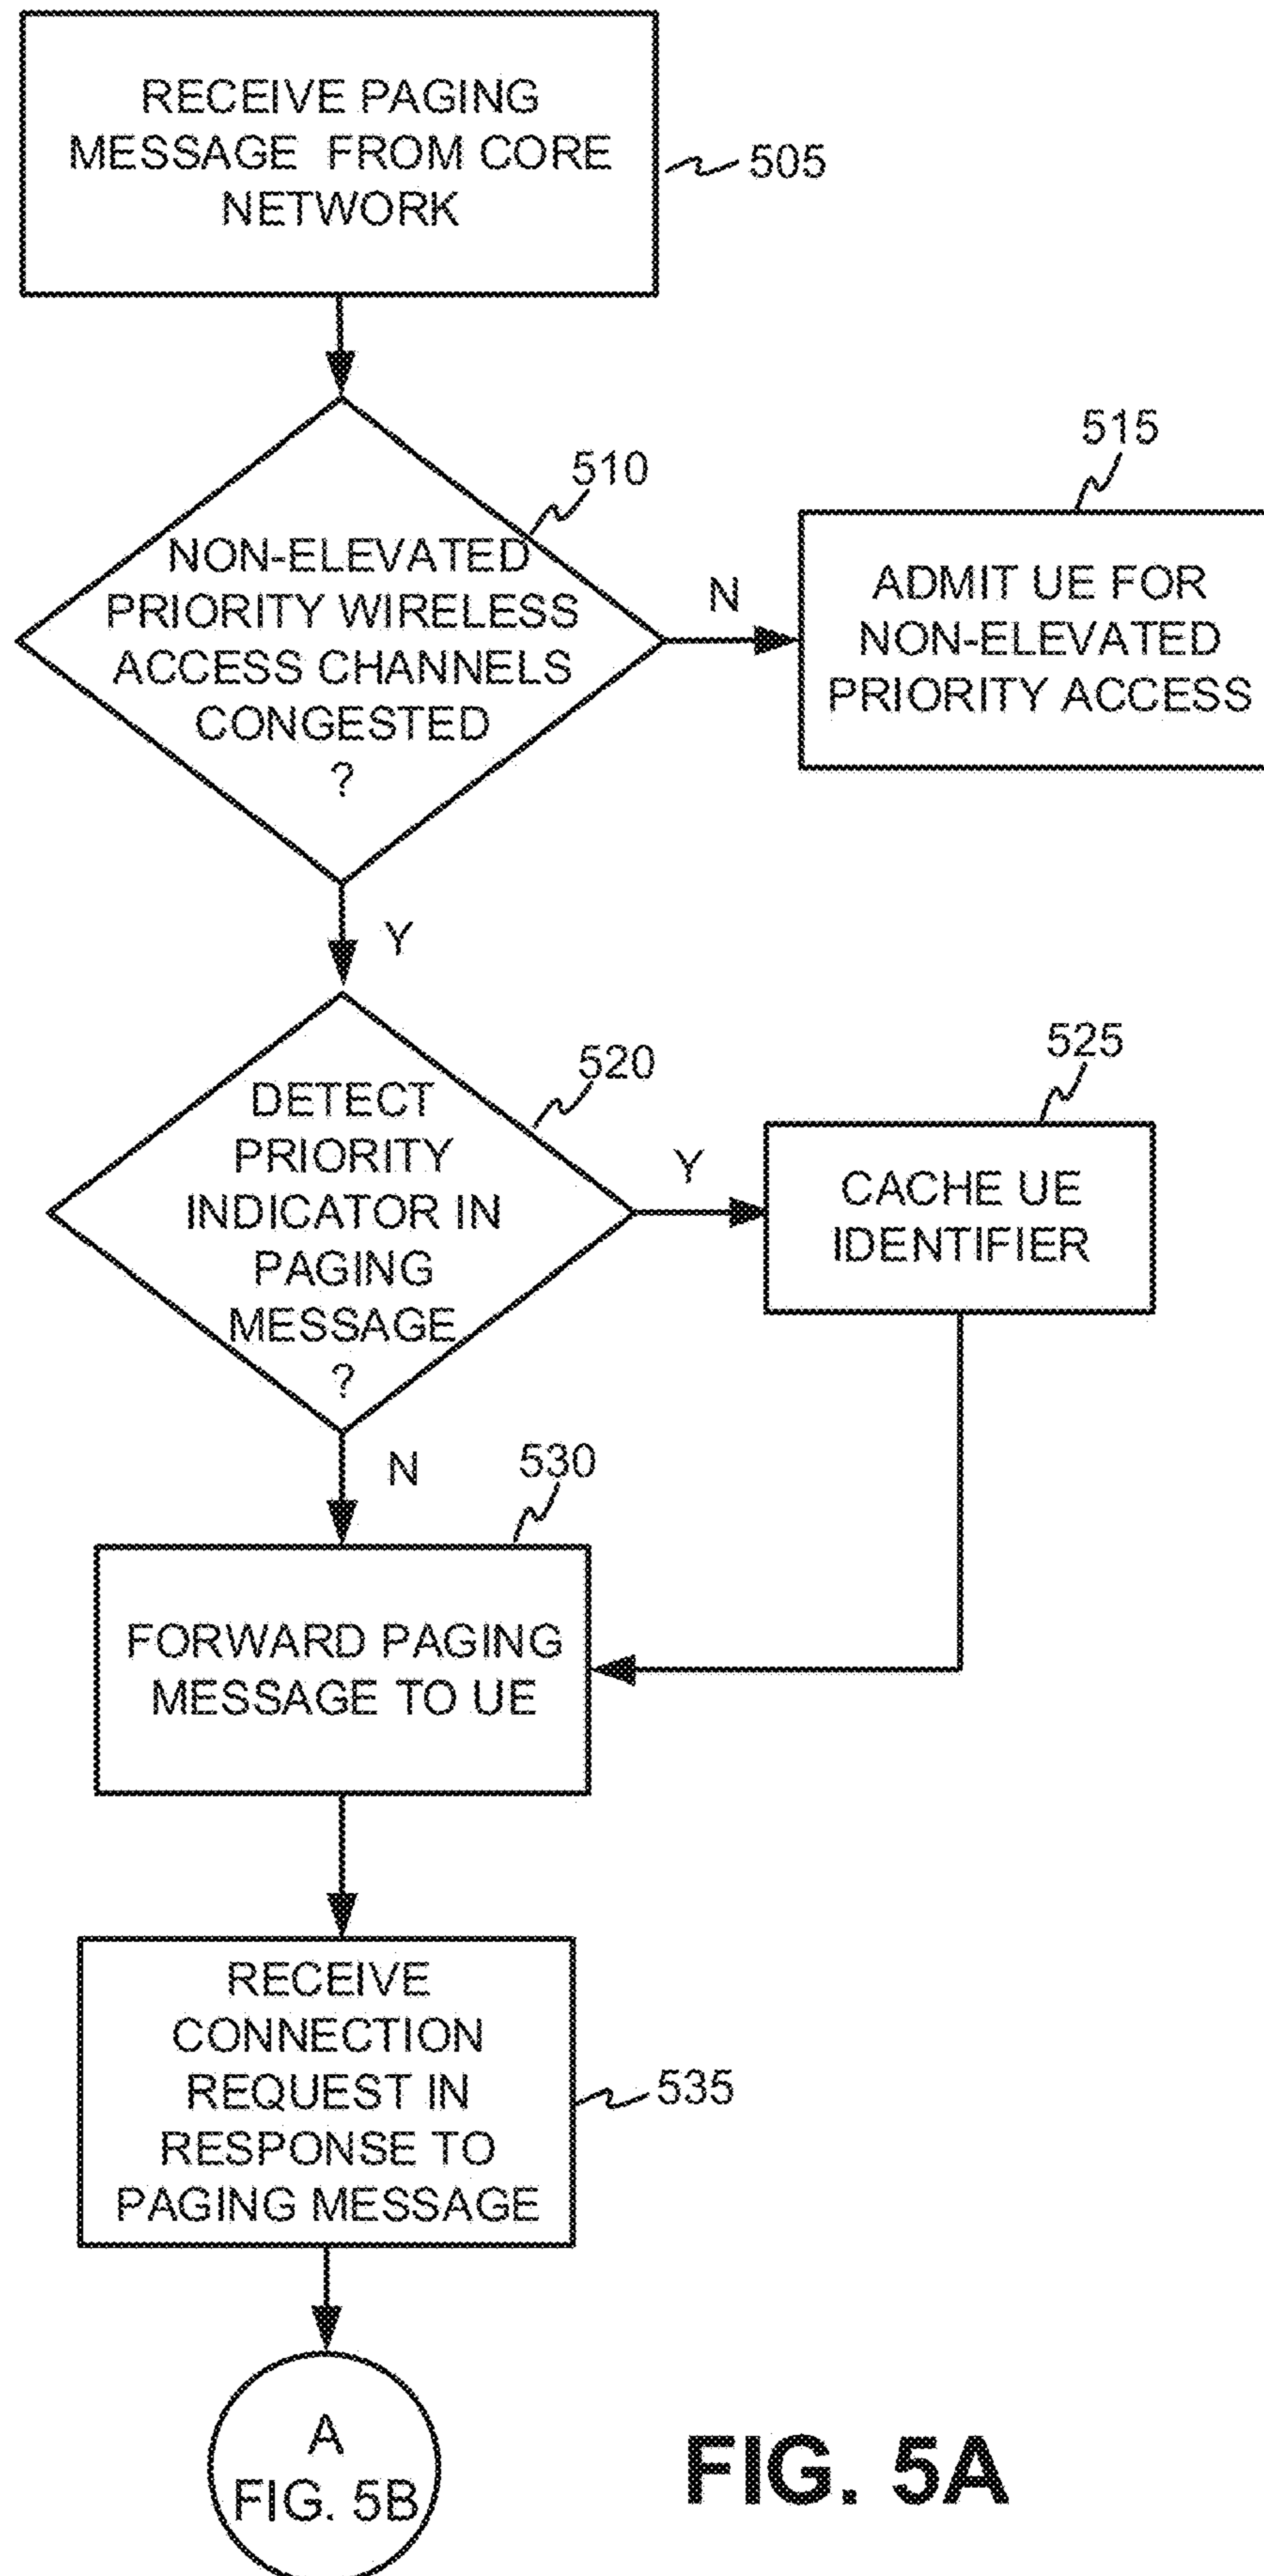 RECEIVE PAGING
MESSAGE FROM CORE
NETWORK
505
510
NON-ELEVATED
PRIORITY WIRELESS
ACCESS CHANNELS
CONGESTED
?
N
515
ADMIT UE FOR
NON-ELEVATED
PRIORITY ACCESS
Y
520
DETECT
PRIORITY
INDICATOR IN
PAGING
MESSAGE
?
Y
525
CACHE UE
IDENTIFIER
N
530
FORWARD PAGING
MESSAGE TO UE
RECEIVE
CONNECTION
REQUEST IN
RESPONSE TO
PAGING MESSAGE
535
A
FIG. 5B
FIG. 5A